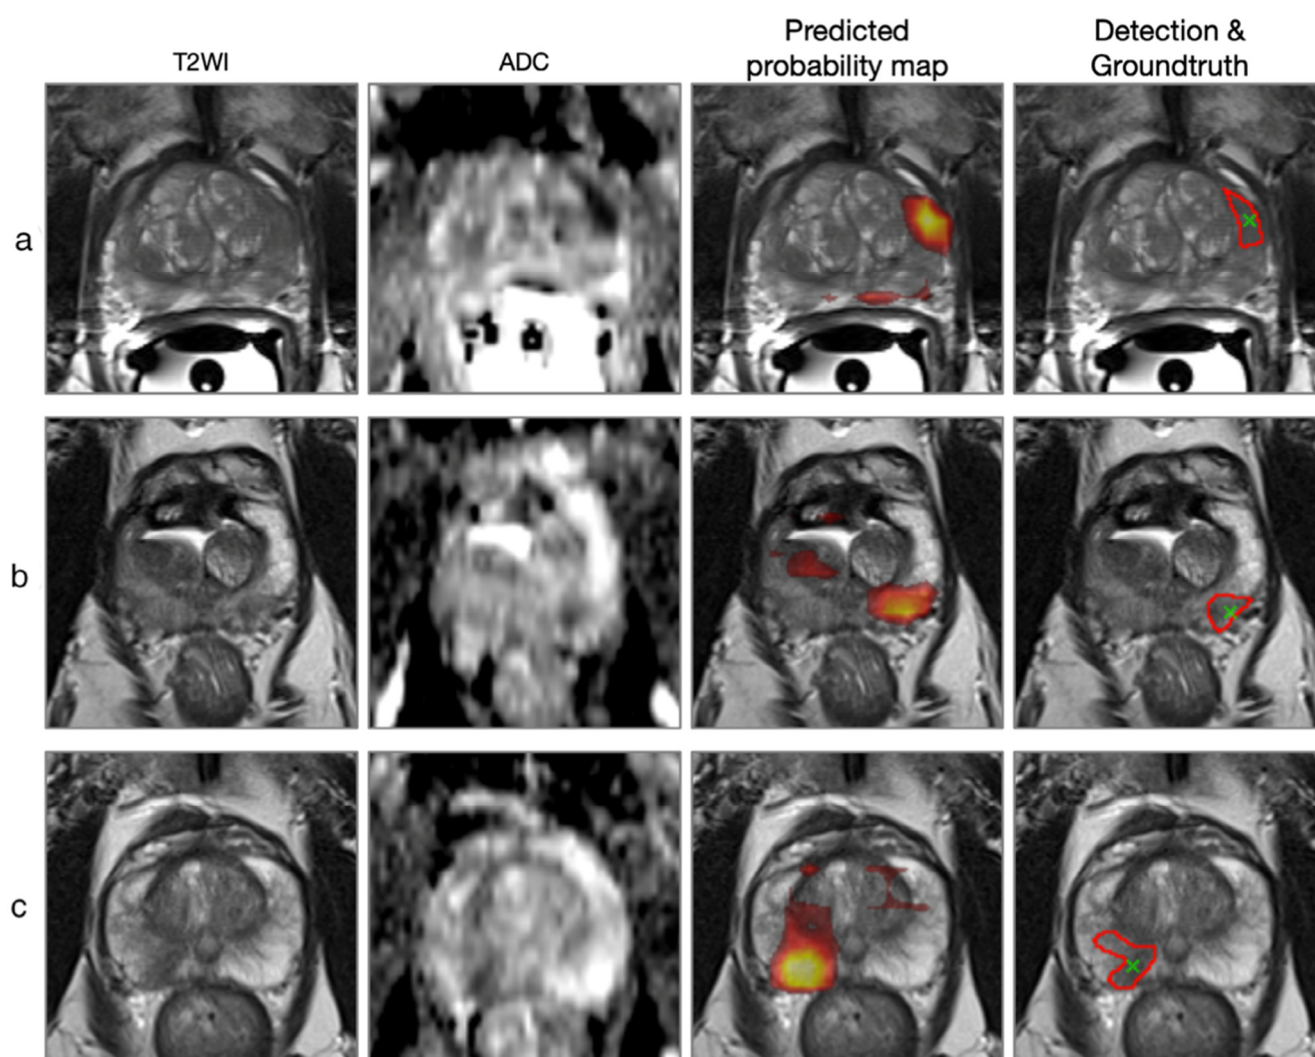 T2WI
ADC
Predicted
probability map
Detection &
Groundtruth
a
b
c